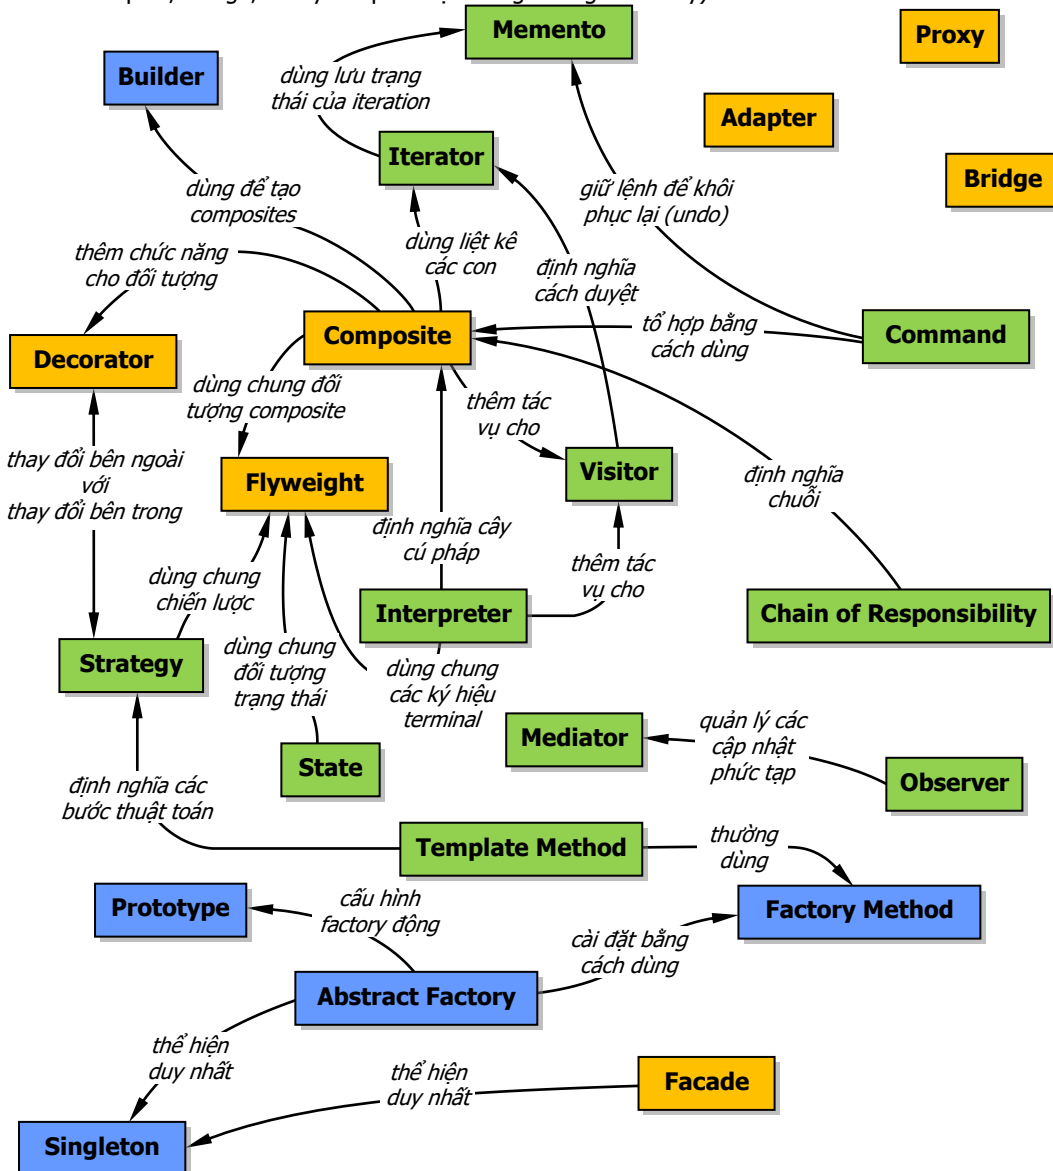 Memento
Proxy
Builder
dùng lưu trạng
thái của iteration
Adapter
Iterator
Bridge
dùng để tạo
composites
giữ lệnh để khôi
phục lại (undo)
thêm chức năng
cho đối tượng
dùng liệt kê
các con
định nghĩa
cách duyệt
Decorator
Composite
tổ hợp bằng
cách dùng
Command
dùng chung đối
tượng composite
thêm tác
vụ cho
thay đổi bên ngoài
với
thay đổi bên trong
Flyweight
Visitor
định nghĩa
chuỗi
định nghĩa cây
cú pháp
dùng chung
chiến lược
thêm tác
vụ cho
Interpreter
Chain of Responsibility
Strategy
dùng chung
đối tượng
trạng thái
dùng chung
các ký hiệu
terminal
State
Mediator
quản lý các
cập nhật
phức tạp
Observer
định nghĩa các
bước thuật toán
Template Method
thường
dùng
Prototype
cấu hình
factory động
Factory Method
cài đặt bằng
cách dùng
Abstract Factory
thể hiện
duy nhất
thể hiện
duy nhất
Facade
Singleton